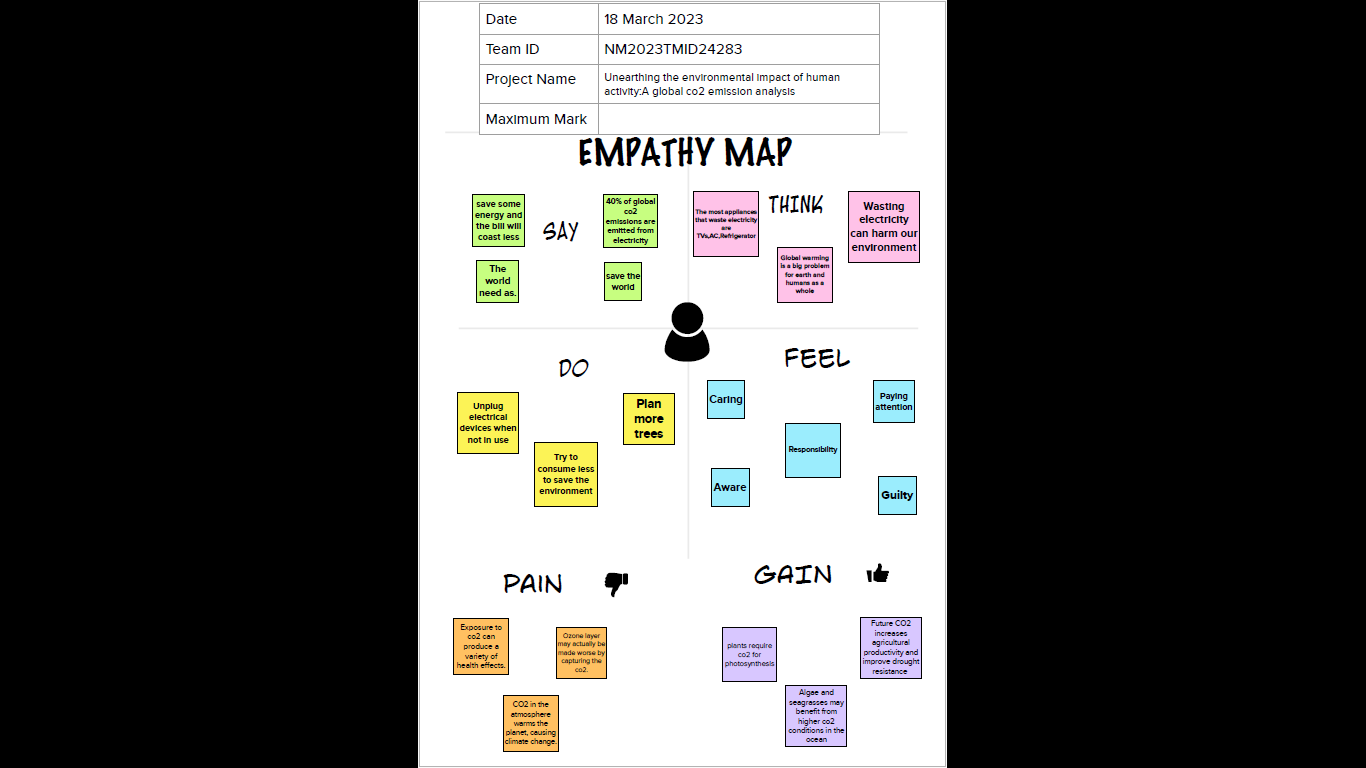 Date
18 March 2023
Team ID
NM2023TMID24283
Project Name
Unearthing the environmental impact of human
activity:A global co2 emission analysis
Maximum Mark
EMPATHY MAP
SAY
save some
energy and
the bill will
coast less
40% of global
co2
emissions are
emitted from
electricity
The
world
need as.
save the
world
THINK
The most appliances
that waste electricity
are
TVs,AC,Refrigerator
Wasting
electricity
can harm our
environment
Global warming
is a big problem
for earth and
humans as a
whole
DO
Unplug
electrical
devices when
not in use
Plan
more
trees
Try to
consume less
to save the
environment
FEEL
Caring
Paying
attention
Responsibility
Aware
Guilty
PAIN
Exposure to
co2 can
produce a
variety of
health effects.
Ozone layer
may actually be
made worse by
capturing the
co2.
CO2 in the
atmosphere
warms the
planet, causing
climate change.
GAIN
plants require
co2 for
photosynthesis
Future CO2
increases
agricultural
productivity and
improve drought
resistance
Algae and
seagrasses may
benefit from
higher co2
conditions in the
ocean